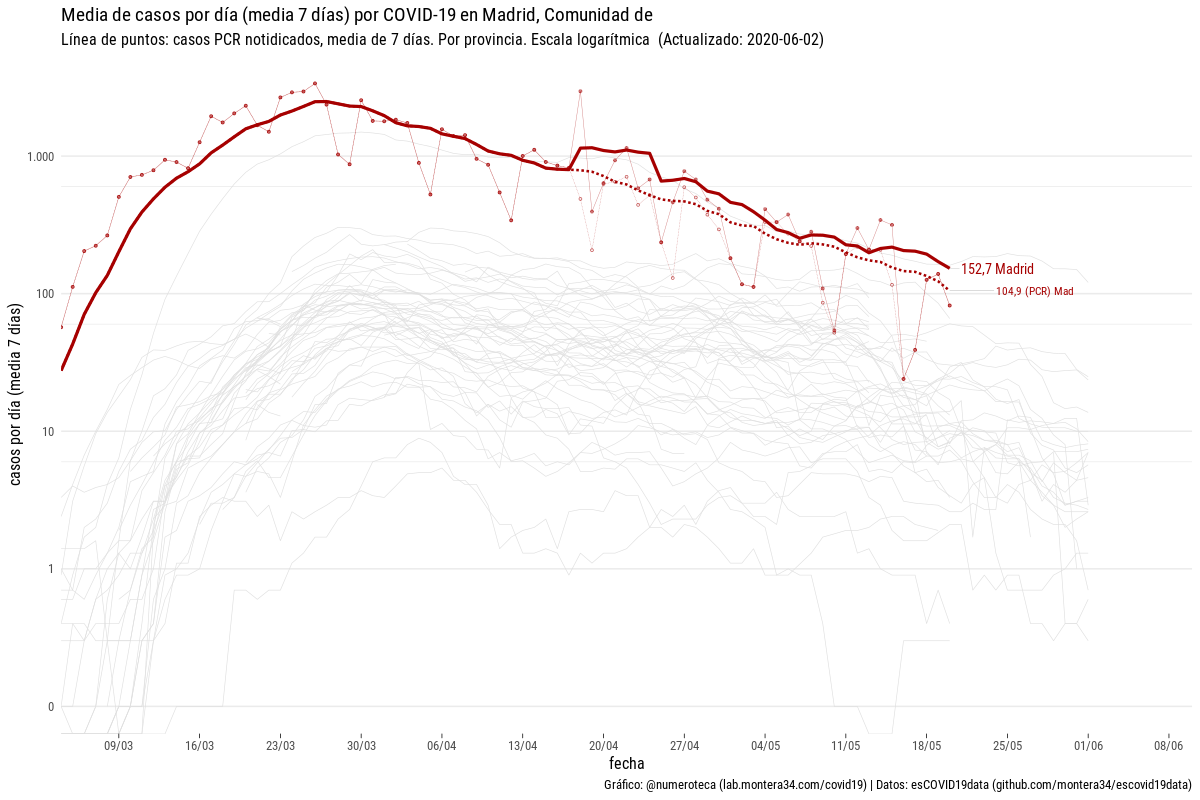 Media de casos por día (media 7 días) por COVID-19 en Madrid, Comunidad de
Línea de puntos: casos PCR notidicados, media de 7 días. Por provincia. Escala logarítmica  (Actualizado: 2020-06-02)
casos por día (media 7 días)
1.000
100
10
1
0
152,7 Madrid
104,9 (PCR) Mad
09/03 16/03 23/03 30/03 06/04 13/04 20/04 27/04 04/05 11/05 18/05 25/05 01/06 08/06
fecha
Gráfico: @numeroteca (lab.montera34.com/covid19) | Datos: esCOVID19data (github.com/montera34/escovid19data)